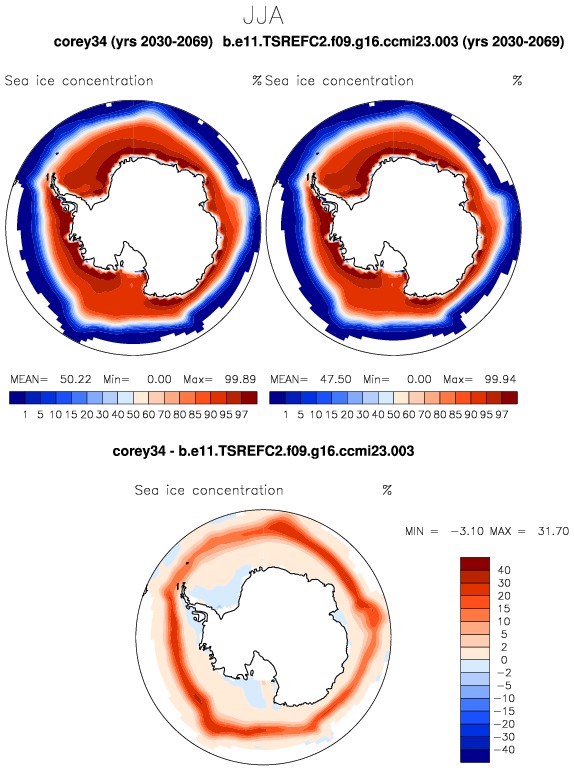 JJA
corey34 (yrs 2030-2069) b.e11.TSREFC2.f09.g16.ccmi23.003 (yrs 2030-2069)
Sea ice concentration % Sea ice concentration %
MEAN= 50.22 Min= 0.00 Max= 99.89 MEAN= 47.50 Min= 0.00 Max= 99.94
1 5 10 15 20 30 40 50 60 70 80 85 90 95 97 1 5 10 15 20 30 40 50 60 70 80 85 90 95 97
corey34 - b.e11.TSREFC2.f09.g16.ccmi23.003
Sea ice concentration %
MIN = -3.10 MAX = 31.70
40
30
20
15
10
5
2
0
-2
-5
-10
-15
-20
-30
-40